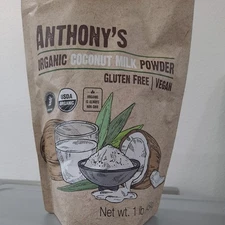 ANTHONY'S
ORGANIC COCONUT MILK POWDER
GLUTEN FREE | VEGAN
USDA
ORGANIC
Net wt. 1 lb